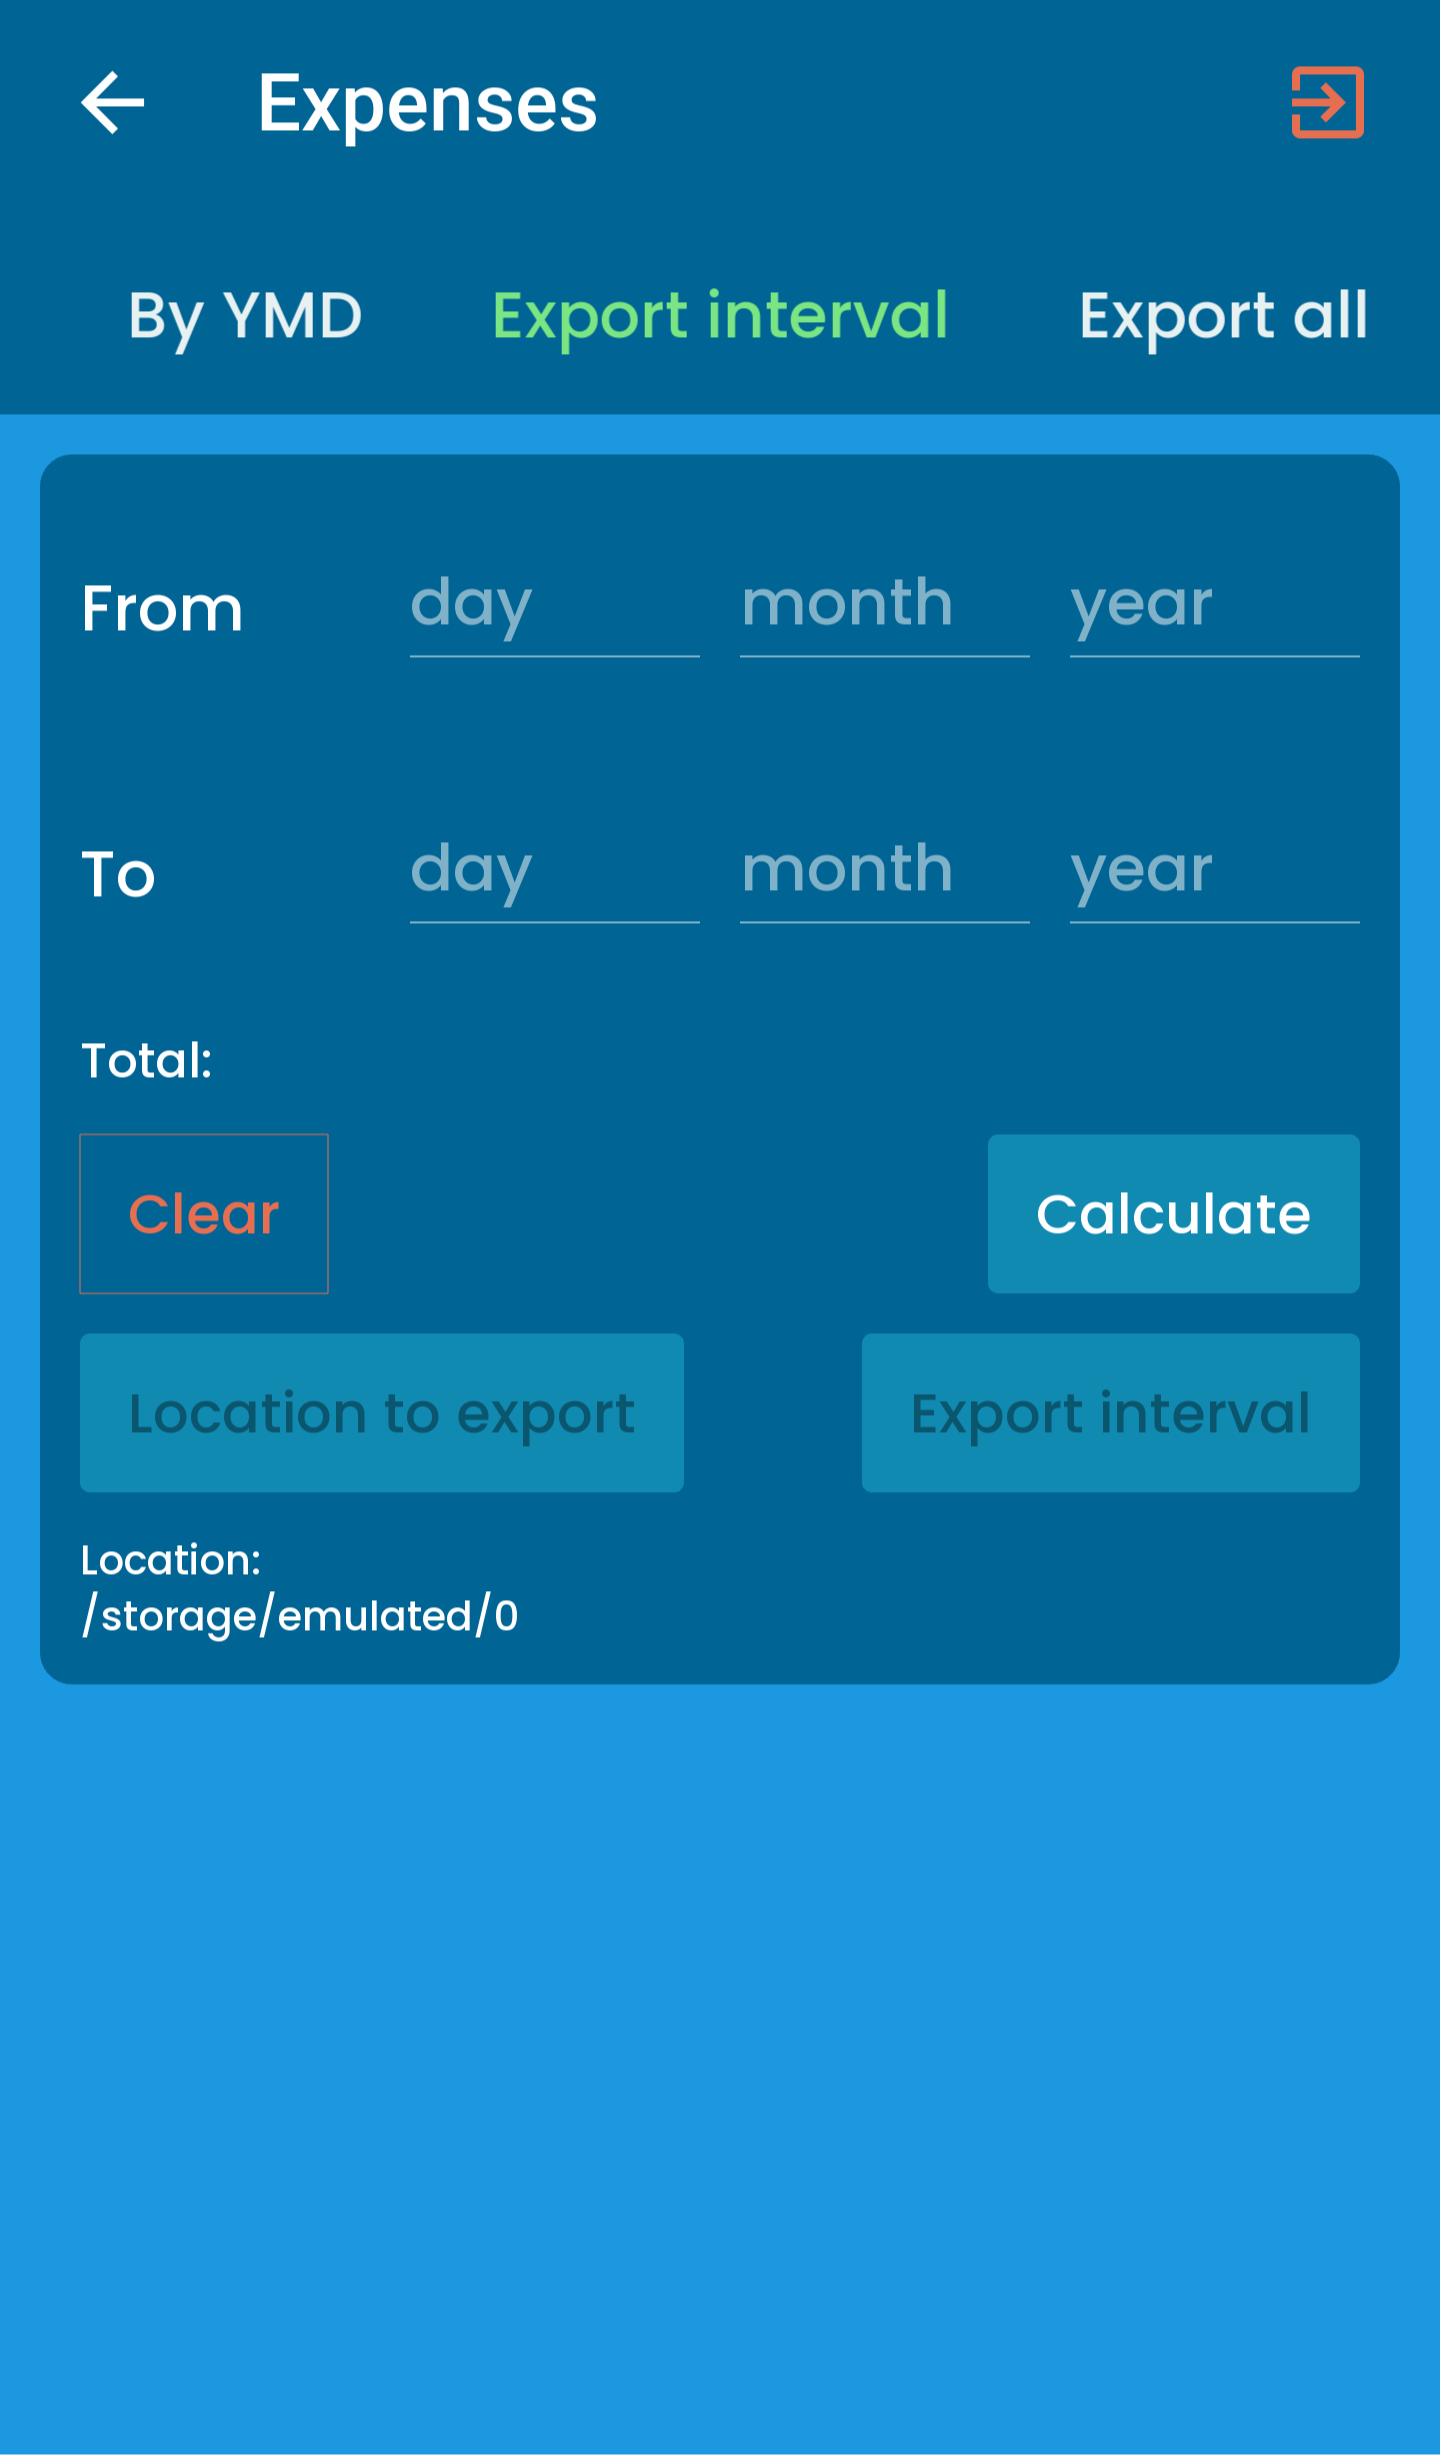 Expenses
By YMD Export interval Export all
From day month year
To day month year
Total:
Clear Calculate
Location to export Export interval
Location:
/storage/emulated/0